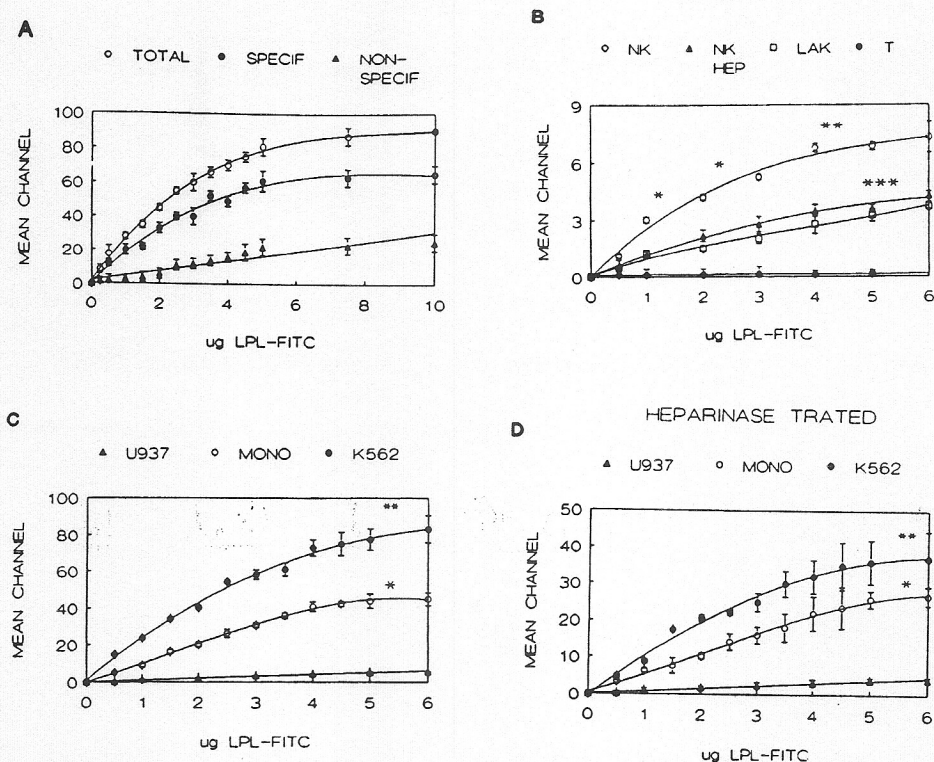 A
TOTAL SPECIF NON-
SPECIF
100
80
60
40
20
0
MEAN CHANNEL
0 2 4 6 8 10
ug LPL-FITC
B
NK NK LAK T
HEP
9
6
3
0
MEAN CHANNEL
* * ** ***
0 1 2 3 4 5 6
ug LPL-FITC
C
U937 MONO K562
100
80
60
40
20
0
MEAN CHANNEL
**
*
0 1 2 3 4 5 6
ug LPL-FITC
HEPARINASE TRATED
D
U937 MONO K562
50
40
30
20
10
0
MEAN CHANNEL
**
*
0 1 2 3 4 5 6
ug LPL-FITC